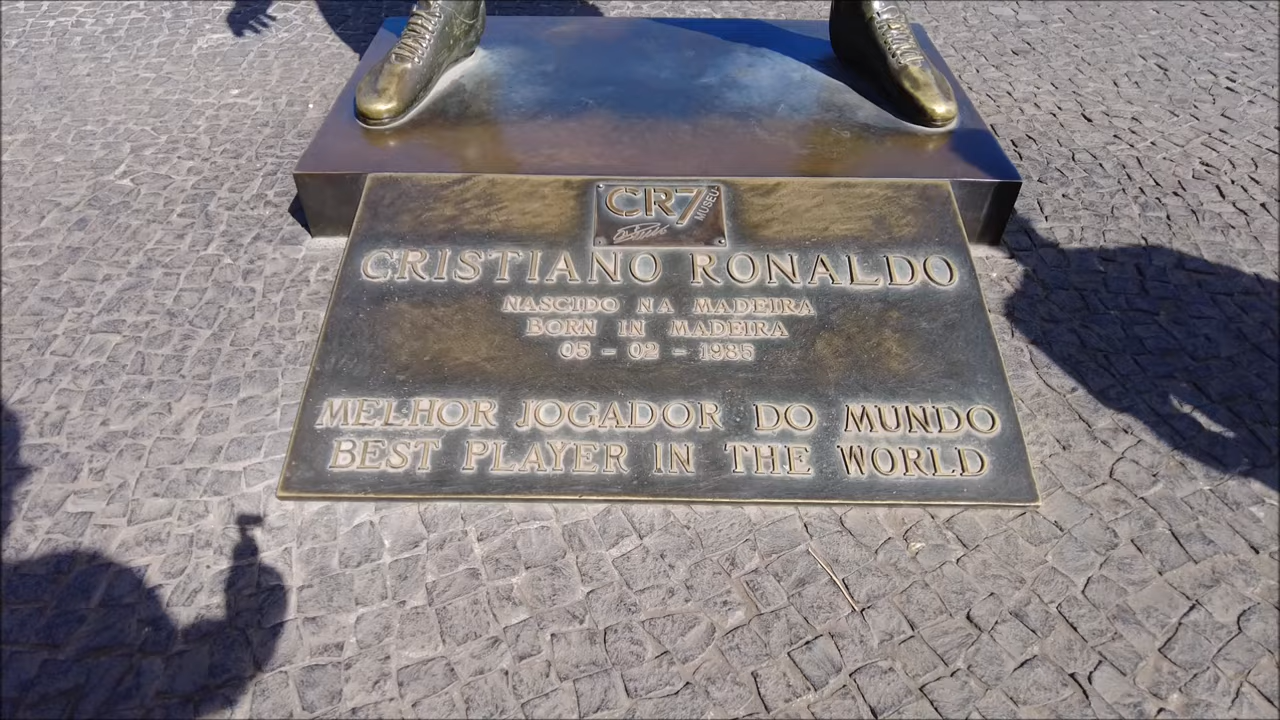 CR7
MUSEU
CRISTIANO RONALDO
NASCIDO NA MADEIRA
BORN IN MADEIRA
05 - 02 - 1985
MELHOR JOGADOR DO MUNDO
BEST PLAYER IN THE WORLD